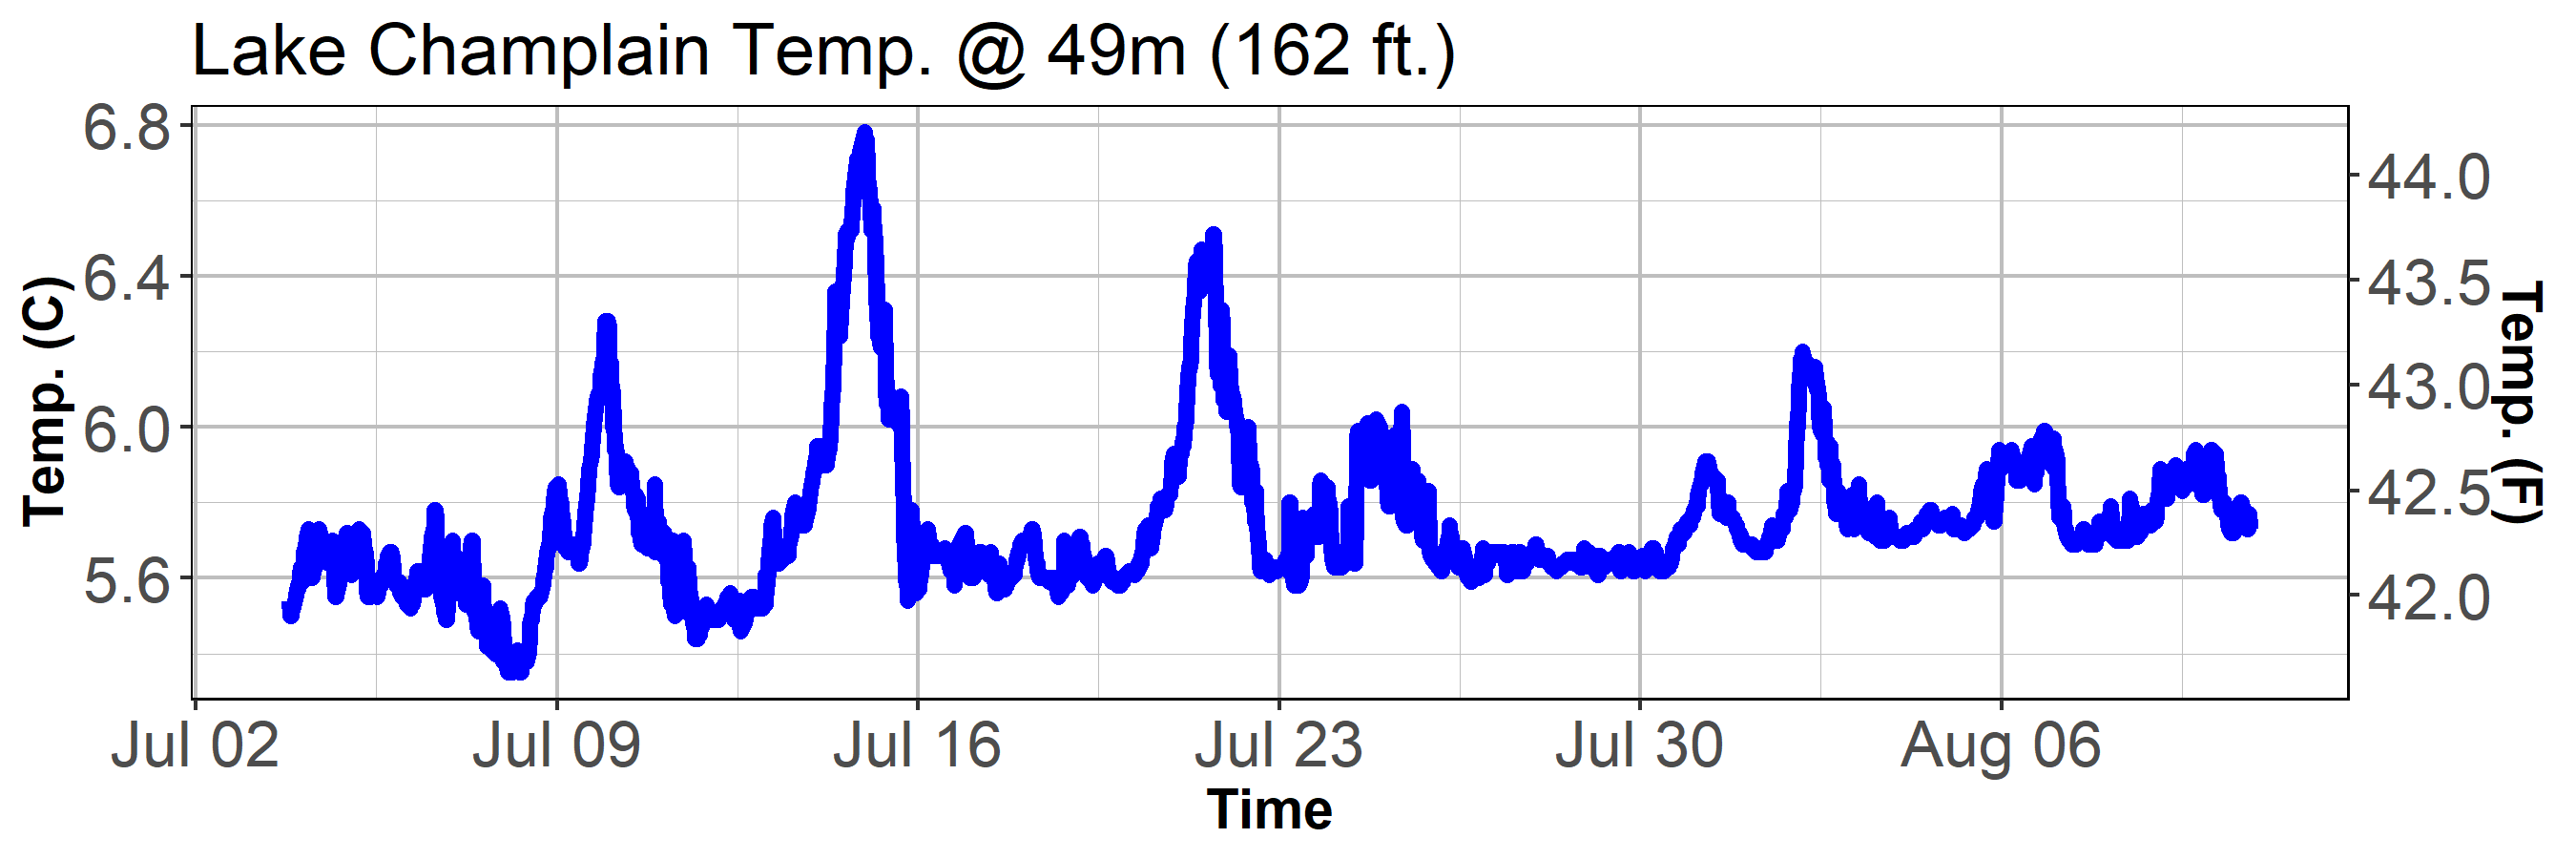 Lake Champlain Temp. @ 49m (162 ft.)
Temp. (C)
6.8
6.4
6.0
5.6
44.0
43.5
43.0
42.5
42.0
Temp. (F)
Jul 02 Jul 09 Jul 16 Jul 23 Jul 30 Aug 06
Time